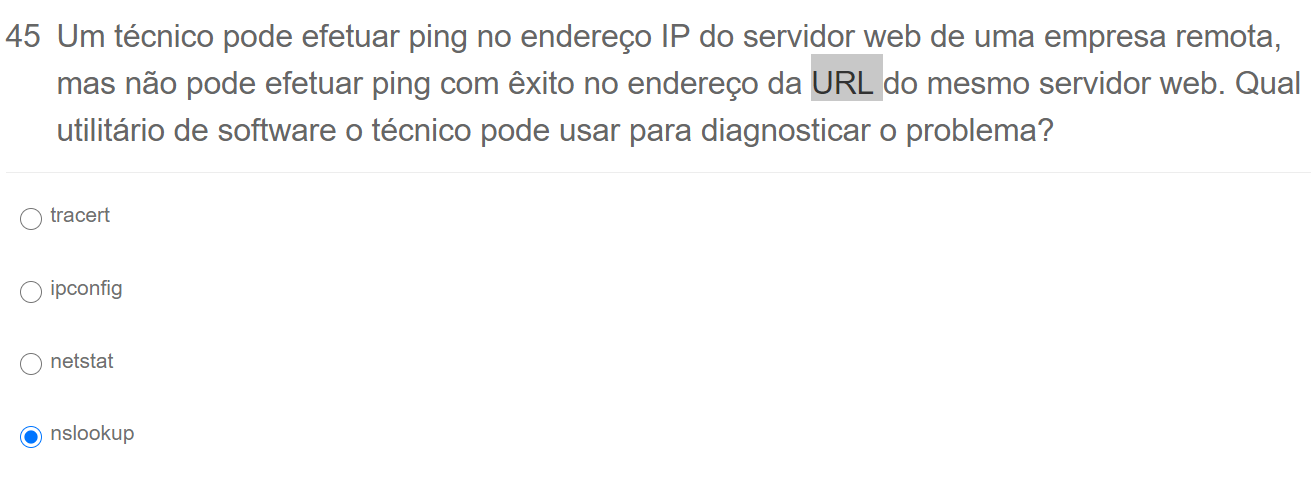 45 Um técnico pode efetuar ping no endereço IP do servidor web de uma empresa remota,
mas não pode efetuar ping com êxito no endereço da URL do mesmo servidor web. Qual
utilitário de software o técnico pode usar para diagnosticar o problema?
tracert
ipconfig
netstat
nslookup